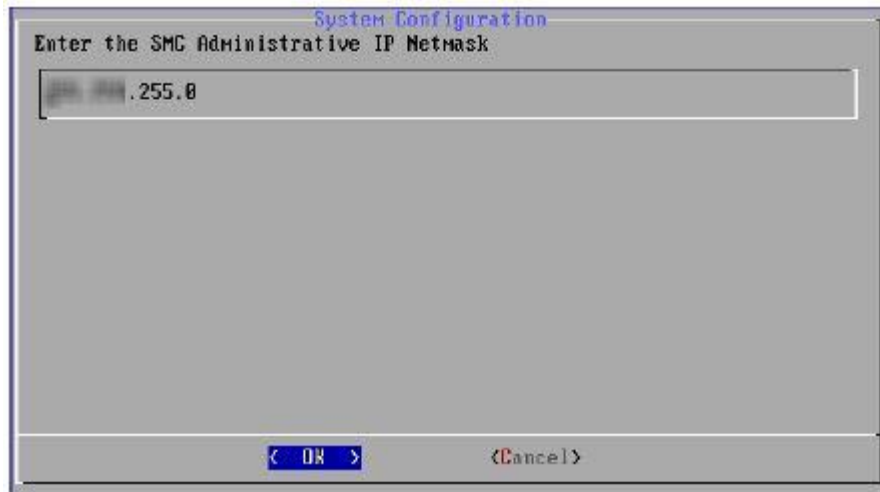 System Configuration
Enter the SMC Administrative IP Netmask
.255.0
< OK >
<Cancel>